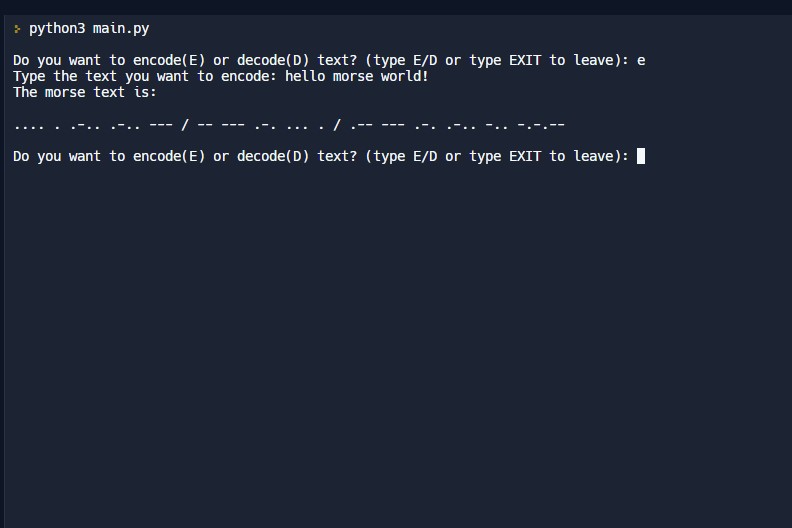 python3 main.py
Do you want to encode(E) or decode(D) text? (type E/D or type EXIT to leave): e
Type the text you want to encode: hello morse world!
The morse text is:
.... . .-.. .-.. --- / -- --- .-. ... . / .-- --- .-. .-.. -.. -.-.--
Do you want to encode(E) or decode(D) text? (type E/D or type EXIT to leave):